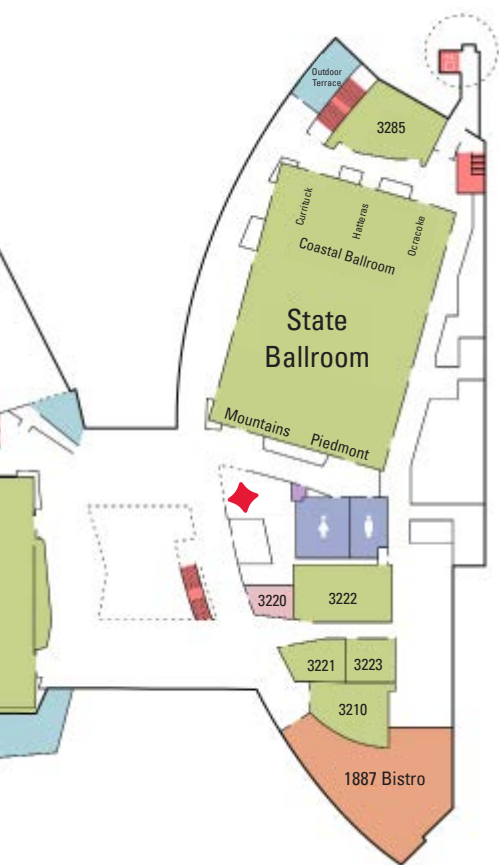 Outdoor
Terrace
3285
Currituck
Hatteras
Ocracoke
Coastal Ballroom
State
Ballroom
Mountains
Piedmont
3220
3222
3221
3223
3210
1887 Bistro